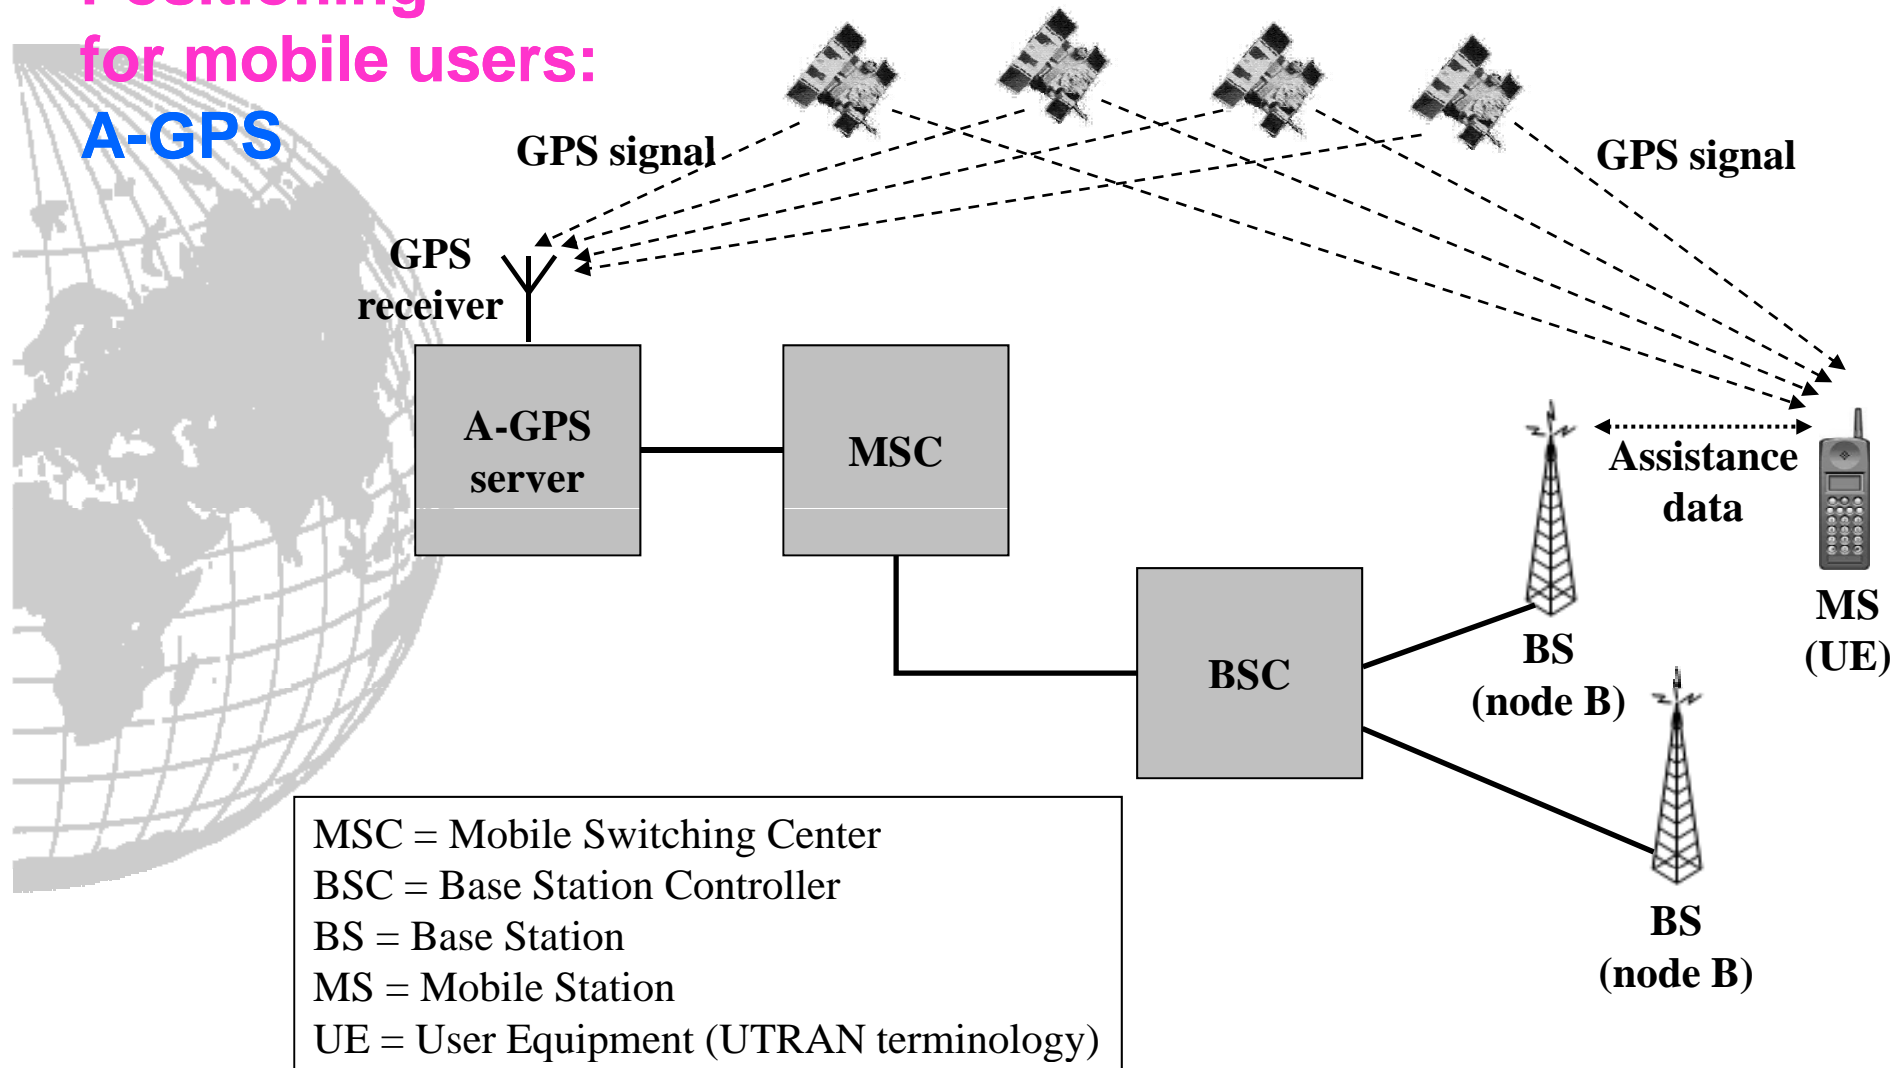 Positioning
for mobile users:
A-GPS
GPS signal
GPS signal
GPS
receiver
A-GPS
server
MSC
Assistance
data
MS
(UE)
BS
(node B)
BSC
BS
(node B)
MSC = Mobile Switching Center
BSC = Base Station Controller
BS = Base Station
MS = Mobile Station
UE = User Equipment (UTRAN terminology)